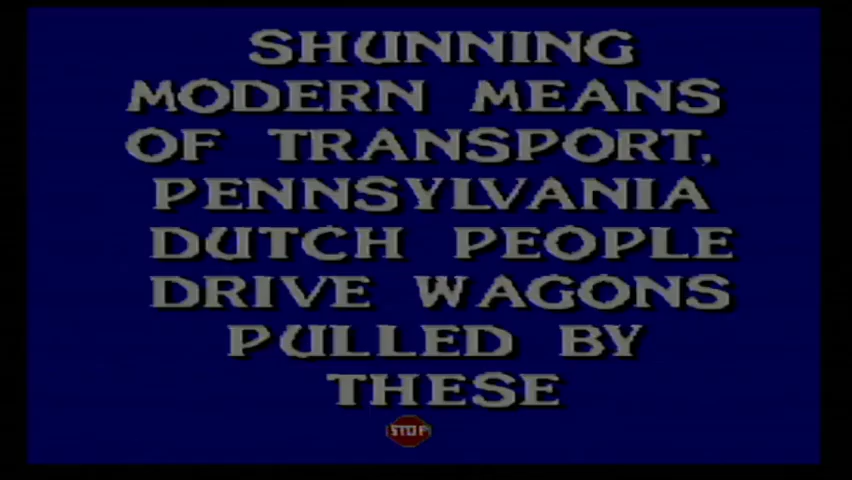 SHUNNING
MODERN MEANS
OF TRANSPORT,
PENNSYLVANIA
DUTCH PEOPLE
DRIVE WAGONS
PULLED BY
THESE
STOP